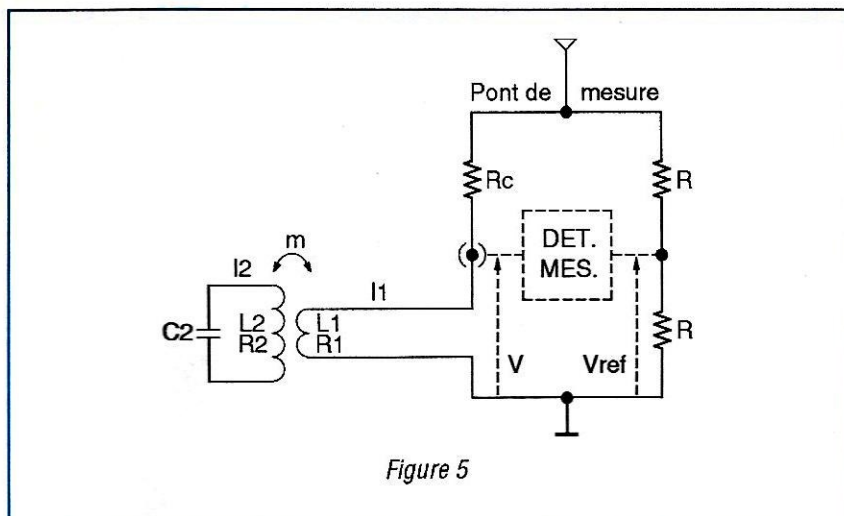 Pont de mesure
Rc
R
DET.
MES.
m
I2
I1
C2
L2
R2
L1
R1
R
V
Vref
Figure 5